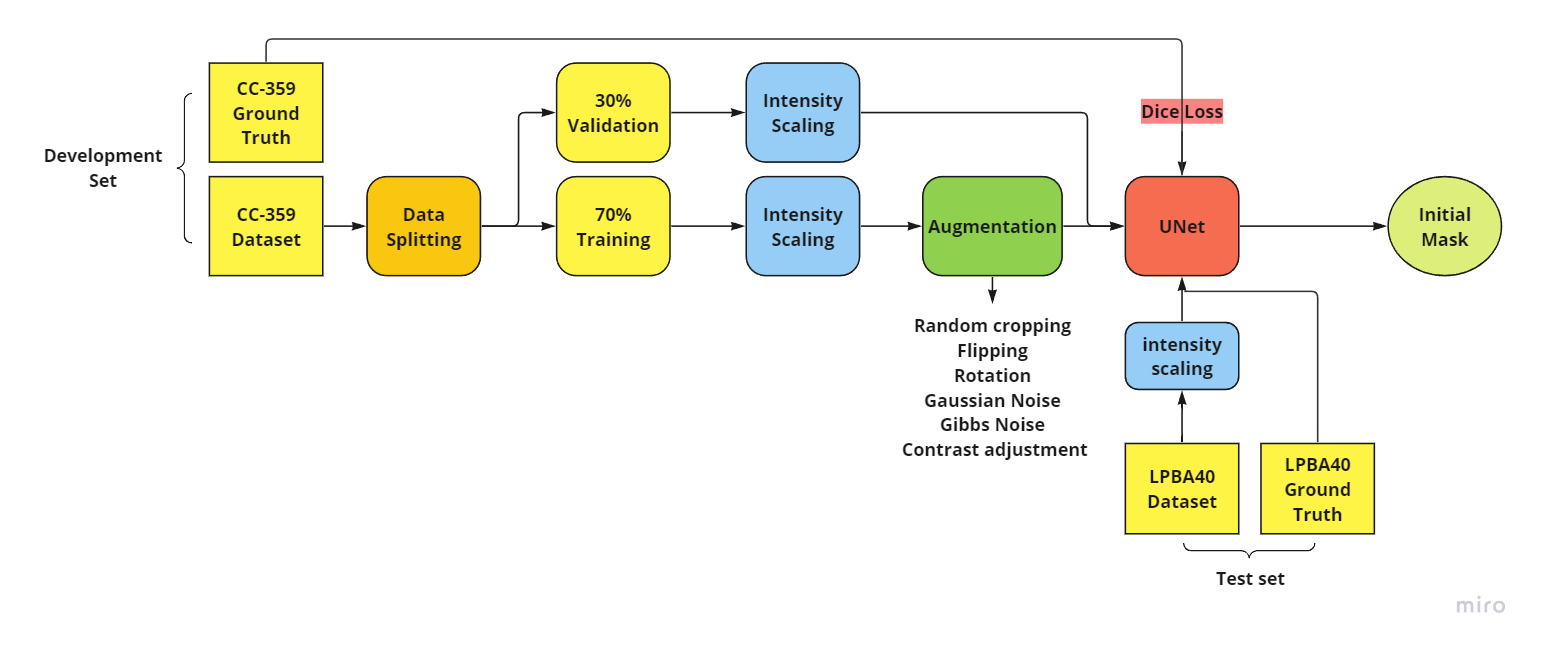 Development
Set
CC-359
Ground
Truth
CC-359
Dataset
Data
Splitting
30%
Validation
70%
Training
Intensity
Scaling
Intensity
Scaling
Augmentation
Random cropping
Flipping
Rotation
Gaussian Noise
Gibbs Noise
Contrast adjustment
Dice Loss
UNet
Initial
Mask
intensity
scaling
LPBA40
Dataset
LPBA40
Ground
Truth
Test set
miro